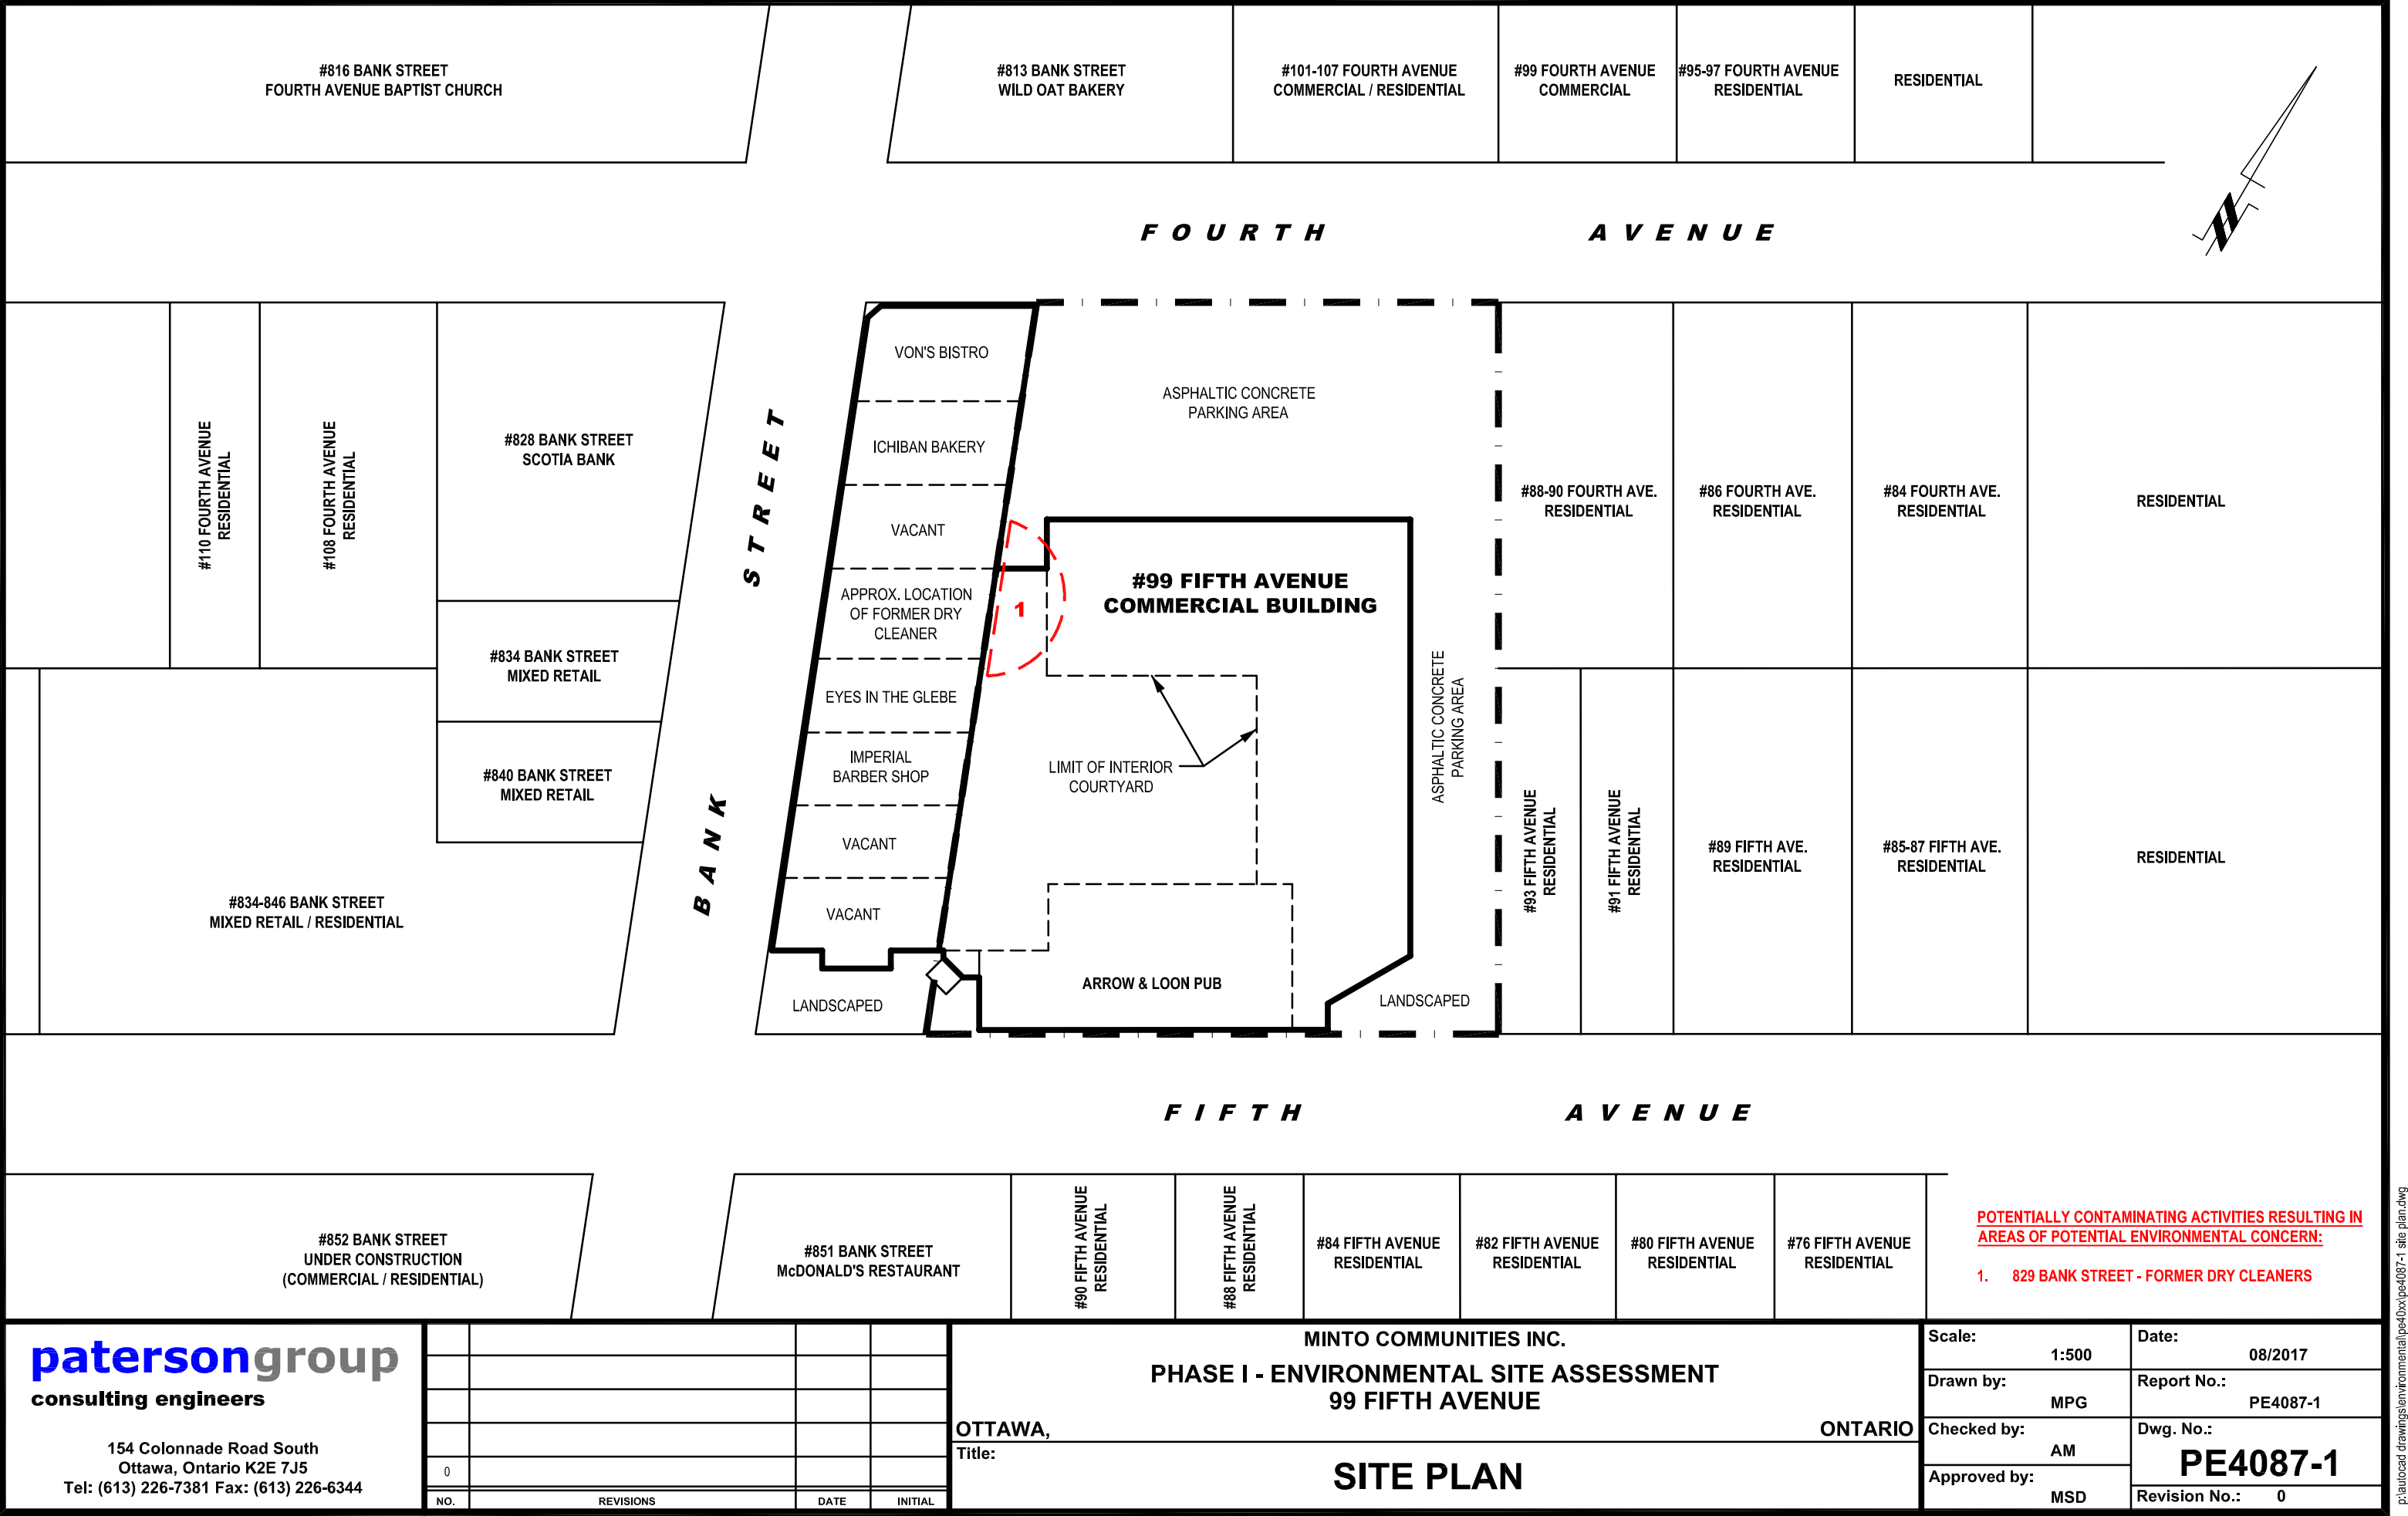 #816 BANK STREET
FOURTH AVENUE BAPTIST CHURCH
#813 BANK STREET
WILD OAT BAKERY
#101-107 FOURTH AVENUE
COMMERCIAL / RESIDENTIAL
#99 FOURTH AVENUE
COMMERCIAL
#95-97 FOURTH AVENUE
RESIDENTIAL
RESIDENTIAL
N
FOURTH AVENUE
#110 FOURTH AVENUE
RESIDENTIAL
#108 FOURTH AVENUE
RESIDENTIAL
#828 BANK STREET
SCOTIA BANK
#834 BANK STREET
MIXED RETAIL
#840 BANK STREET
MIXED RETAIL
#834-846 BANK STREET
MIXED RETAIL / RESIDENTIAL
BANK STREET
VON'S BISTRO
ICHIBAN BAKERY
VACANT
APPROX. LOCATION
OF FORMER DRY
CLEANER
EYES IN THE GLEBE
IMPERIAL
BARBER SHOP
VACANT
VACANT
LANDSCAPED
ASPHALTIC CONCRETE
PARKING AREA
1
#99 FIFTH AVENUE
COMMERCIAL BUILDING
LIMIT OF INTERIOR
COURTYARD
ARROW & LOON PUB
ASPHALTIC CONCRETE
PARKING AREA
LANDSCAPED
#88-90 FOURTH AVE.
RESIDENTIAL
#86 FOURTH AVE.
RESIDENTIAL
#84 FOURTH AVE.
RESIDENTIAL
RESIDENTIAL
#93 FIFTH AVENUE
RESIDENTIAL
#91 FIFTH AVENUE
RESIDENTIAL
#89 FIFTH AVE.
RESIDENTIAL
#85-87 FIFTH AVE.
RESIDENTIAL
RESIDENTIAL
FIFTH AVENUE
#852 BANK STREET
UNDER CONSTRUCTION
(COMMERCIAL / RESIDENTIAL)
#851 BANK STREET
McDONALD'S RESTAURANT
#90 FIFTH AVENUE
RESIDENTIAL
#88 FIFTH AVENUE
RESIDENTIAL
#84 FIFTH AVENUE
RESIDENTIAL
#82 FIFTH AVENUE
RESIDENTIAL
#80 FIFTH AVENUE
RESIDENTIAL
#76 FIFTH AVENUE
RESIDENTIAL
POTENTIALLY CONTAMINATING ACTIVITIES RESULTING IN
AREAS OF POTENTIAL ENVIRONMENTAL CONCERN:
1. 829 BANK STREET - FORMER DRY CLEANERS
patersongroup
consulting engineers
154 Colonnade Road South
Ottawa, Ontario K2E 7J5
Tel: (613) 226-7381 Fax: (613) 226-6344
0
NO. REVISIONS DATE INITIAL
MINTO COMMUNITIES INC.
PHASE I - ENVIRONMENTAL SITE ASSESSMENT
99 FIFTH AVENUE
OTTAWA, ONTARIO
Title:
SITE PLAN
Scale:
1:500
Date:
08/2017
Drawn by:
MPG
Report No.:
PE4087-1
Checked by:
AM
Dwg. No.:
PE4087-1
Approved by:
MSD
Revision No.: 0
p:\autocad drawings\environmental\pe40xx\pe4087-1 site plan.dwg